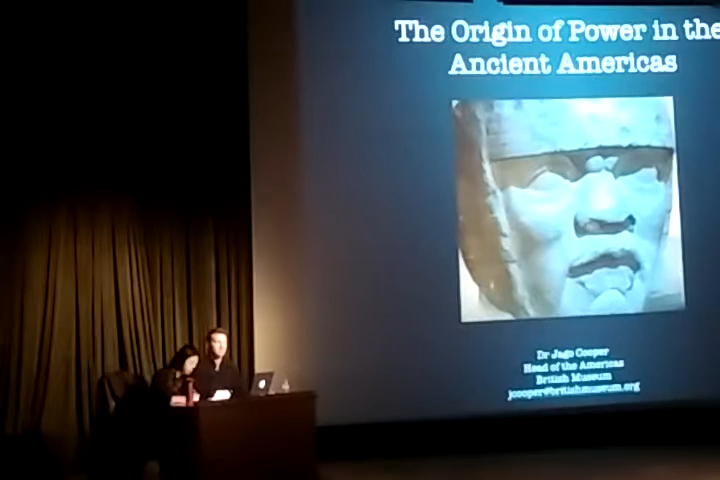 The Origin of Power in the
Ancient Americas
Dr Jago Cooper
Head of the Americas
British Museum
jcooper@britishmuseum.org